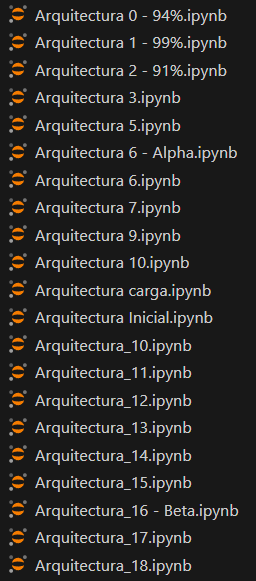 Arquitectura 0 - 94%.ipynb
Arquitectura 1 - 99%.ipynb
Arquitectura 2 - 91%.ipynb
Arquitectura 3.ipynb
Arquitectura 5.ipynb
Arquitectura 6 - Alpha.ipynb
Arquitectura 6.ipynb
Arquitectura 7.ipynb
Arquitectura 9.ipynb
Arquitectura 10.ipynb
Arquitectura carga.ipynb
Arquitectura Inicial.ipynb
Arquitectura_10.ipynb
Arquitectura_11.ipynb
Arquitectura_12.ipynb
Arquitectura_13.ipynb
Arquitectura_14.ipynb
Arquitectura_15.ipynb
Arquitectura_16 - Beta.ipynb
Arquitectura_17.ipynb
Arquitectura_18.ipynb